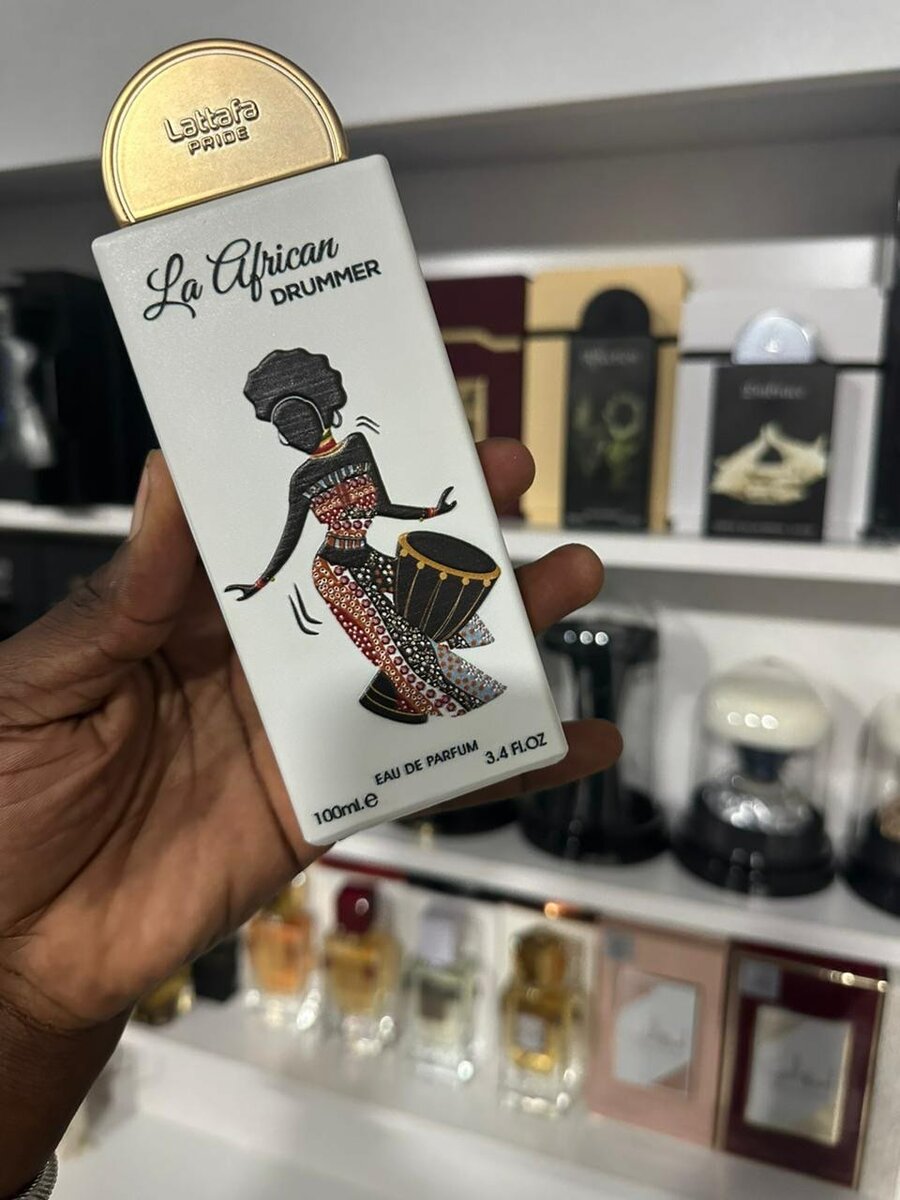 Lattafa
PRIDE
La African
DRUMMER
EAU DE PARFUM
100ml.e 3.4 Fl.OZ